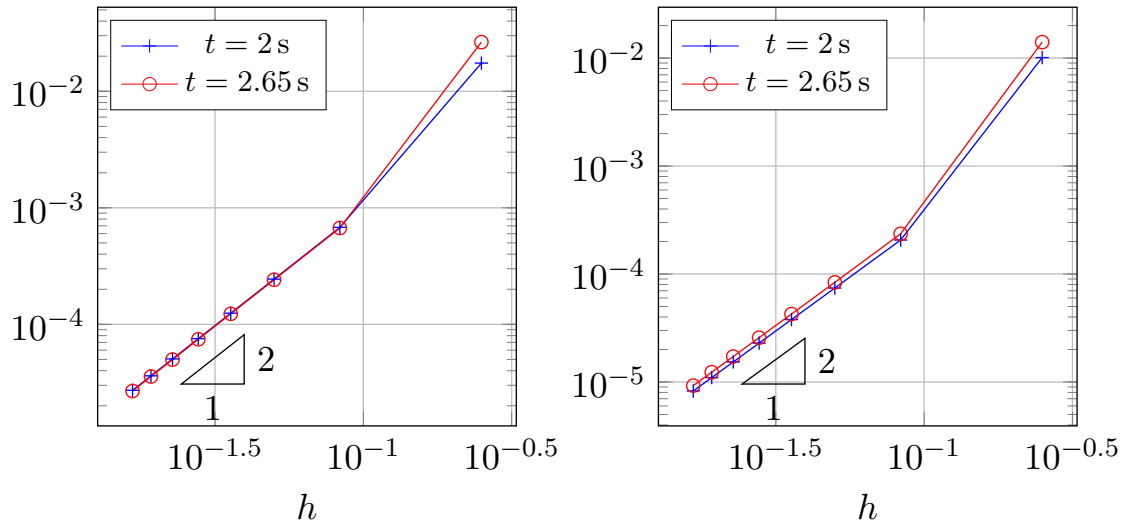 t = 2 s
t = 2.65 s
10⁻²
10⁻³
10⁻⁴
2
1
10⁻¹·⁵
10⁻¹
10⁻⁰·⁵
h
t = 2 s
t = 2.65 s
10⁻²
10⁻³
10⁻⁴
10⁻⁵
2
1
10⁻¹·⁵
10⁻¹
10⁻⁰·⁵
h